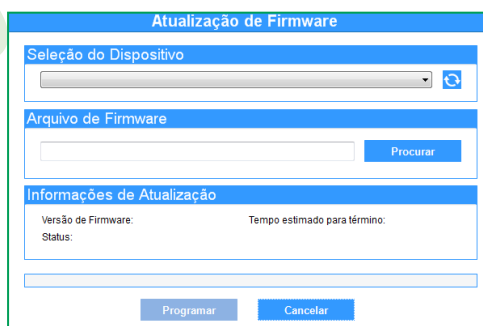 Atualização de Firmware
Seleção do Dispositivo
Arquivo de Firmware
Procurar
Informações de Atualização
Versão de Firmware: Tempo estimado para término:
Status:
Programar Cancelar